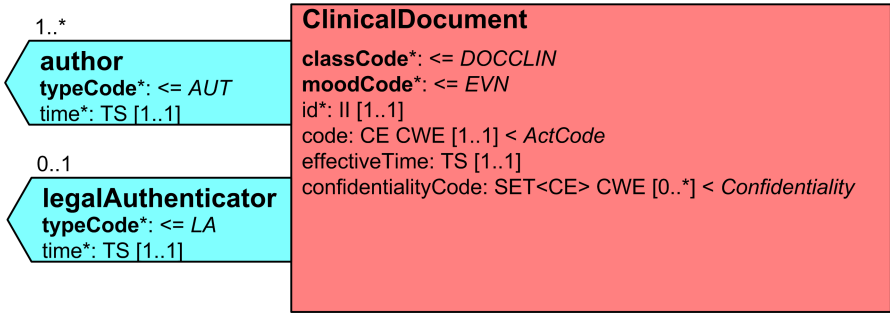 1..*
author
typeCode*: <= AUT
time*: TS [1..1]
0..1
legalAuthenticator
typeCode*: <= LA
time*: TS [1..1]
ClinicalDocument
classCode*: <= DOCCLIN
moodCode*: <= EVN
id*: II [1..1]
code: CE CWE [1..1] < ActCode
effectiveTime: TS [1..1]
confidentialityCode: SET<CE> CWE [0..*] < Confidentiality